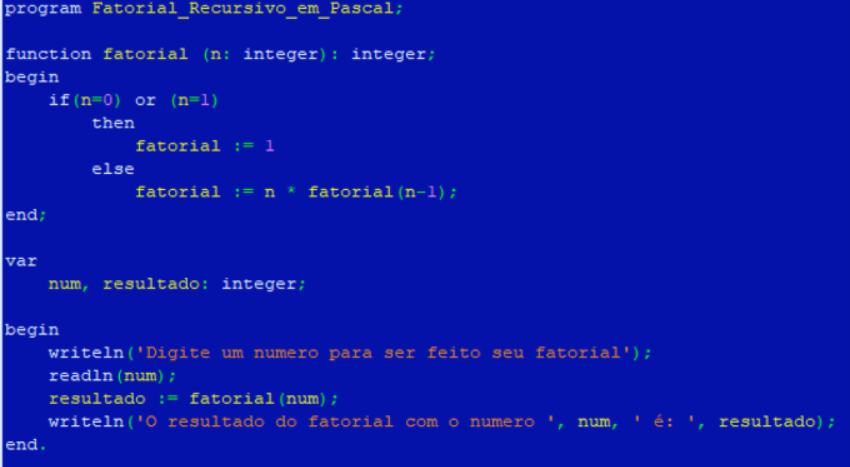 program Fatorial_Recursivo_em_Pascal;

function fatorial (n: integer): integer;
begin
    if(n=0) or (n=1)
        then
            fatorial := 1
        else
            fatorial := n * fatorial(n-1);
end;

var
    num, resultado: integer;

begin
    writeln('Digite um numero para ser feito seu fatorial');
    readln(num);
    resultado := fatorial(num);
    writeln('O resultado do fatorial com o numero ', num, ' é: ', resultado);
end.